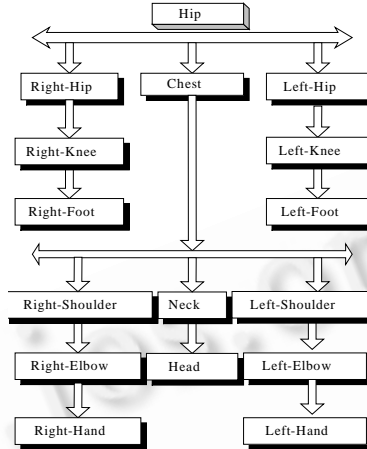 Hip
Right-Hip Chest Left-Hip
Right-Knee Left-Knee
Right-Foot Left-Foot
Right-Shoulder Neck Left-Shoulder
Right-Elbow Head Left-Elbow
Right-Hand Left-Hand